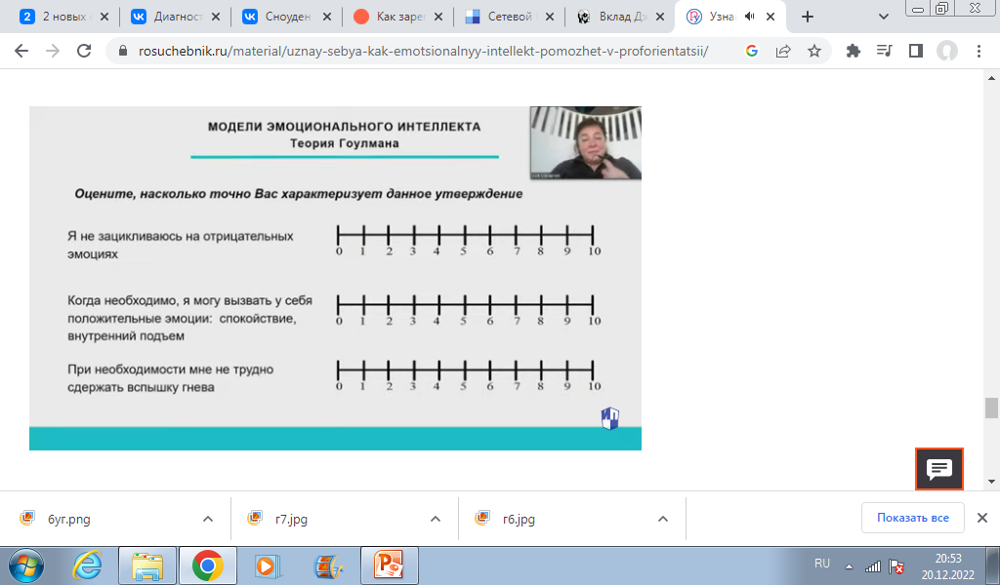 2 новых
Диагност
Сноуден
Как заре
Сетевой
Вклад Д
Узна
rosuchebnik.ru/material/uznay-sebya-kak-emotsionalnyy-intellekt-pomozhet-v-proforientatsii/
МОДЕЛИ ЭМОЦИОНАЛЬНОГО ИНТЕЛЛЕКТА
Теория Гоулмана
Оцените, насколько точно Вас характеризует данное утверждение
Я не зацикливаюсь на отрицательных
эмоциях
0 1 2 3 4 5 6 7 8 9 10
Когда необходимо, я могу вызвать у себя
положительные эмоции: спокойствие,
внутренний подъем
0 1 2 3 4 5 6 7 8 9 10
При необходимости мне не трудно
сдержать вспышку гнева
0 1 2 3 4 5 6 7 8 9 10
6уг.png
г7.jpg
г6.jpg
Показать все
RU
20:53
20.12.2022